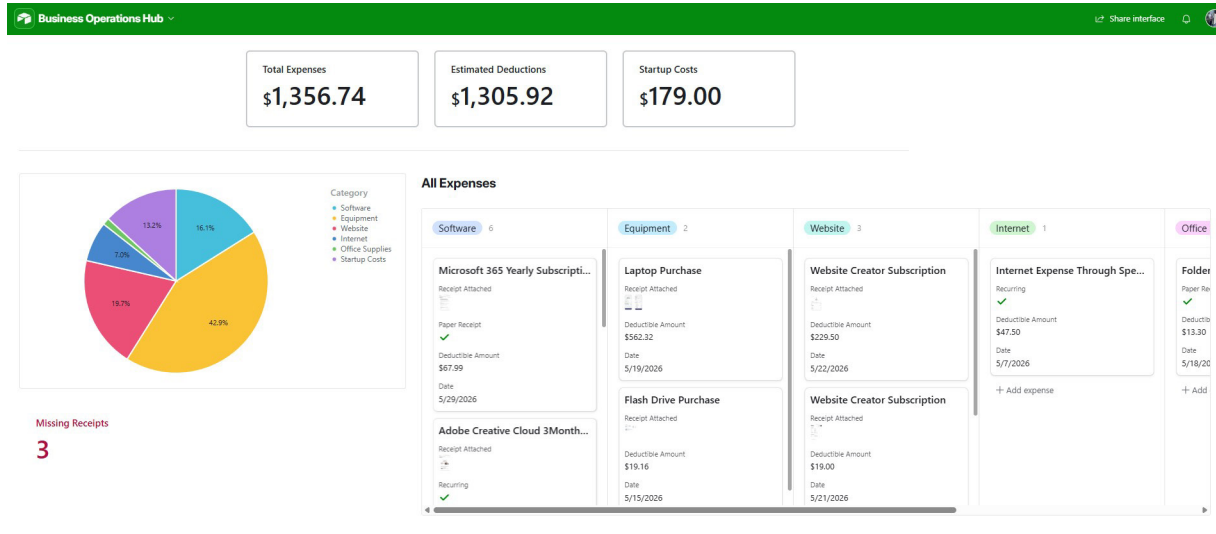 Business Operations Hub
Share interface
Total Expenses
$1,356.74
Estimated Deductions
$1,305.92
Startup Costs
$179.00
Category
Software
Equipment
Website
Internet
Office Supplies
Startup Costs
13.2%
16.1%
7.0%
19.7%
42.9%
Missing Receipts
3
All Expenses
Software 6
Microsoft 365 Yearly Subscripti...
Receipt Attached
Paper Receipt
Deductible Amount
$67.99
Date
5/29/2026
Adobe Creative Cloud 3Month...
Receipt Attached
Recurring
Equipment 2
Laptop Purchase
Receipt Attached
Deductible Amount
$562.32
Date
5/19/2026
Flash Drive Purchase
Receipt Attached
Deductible Amount
$19.16
Date
5/15/2026
Website 3
Website Creator Subscription
Receipt Attached
Deductible Amount
$229.50
Date
5/22/2026
Website Creator Subscription
Receipt Attached
Deductible Amount
$19.00
Date
5/21/2026
Internet 1
Internet Expense Through Spe...
Recurring
Deductible Amount
$47.50
Date
5/7/2026
+ Add expense
Office
Folder
Paper Re
Deductib
$13.30
Date
5/18/20
+ Add